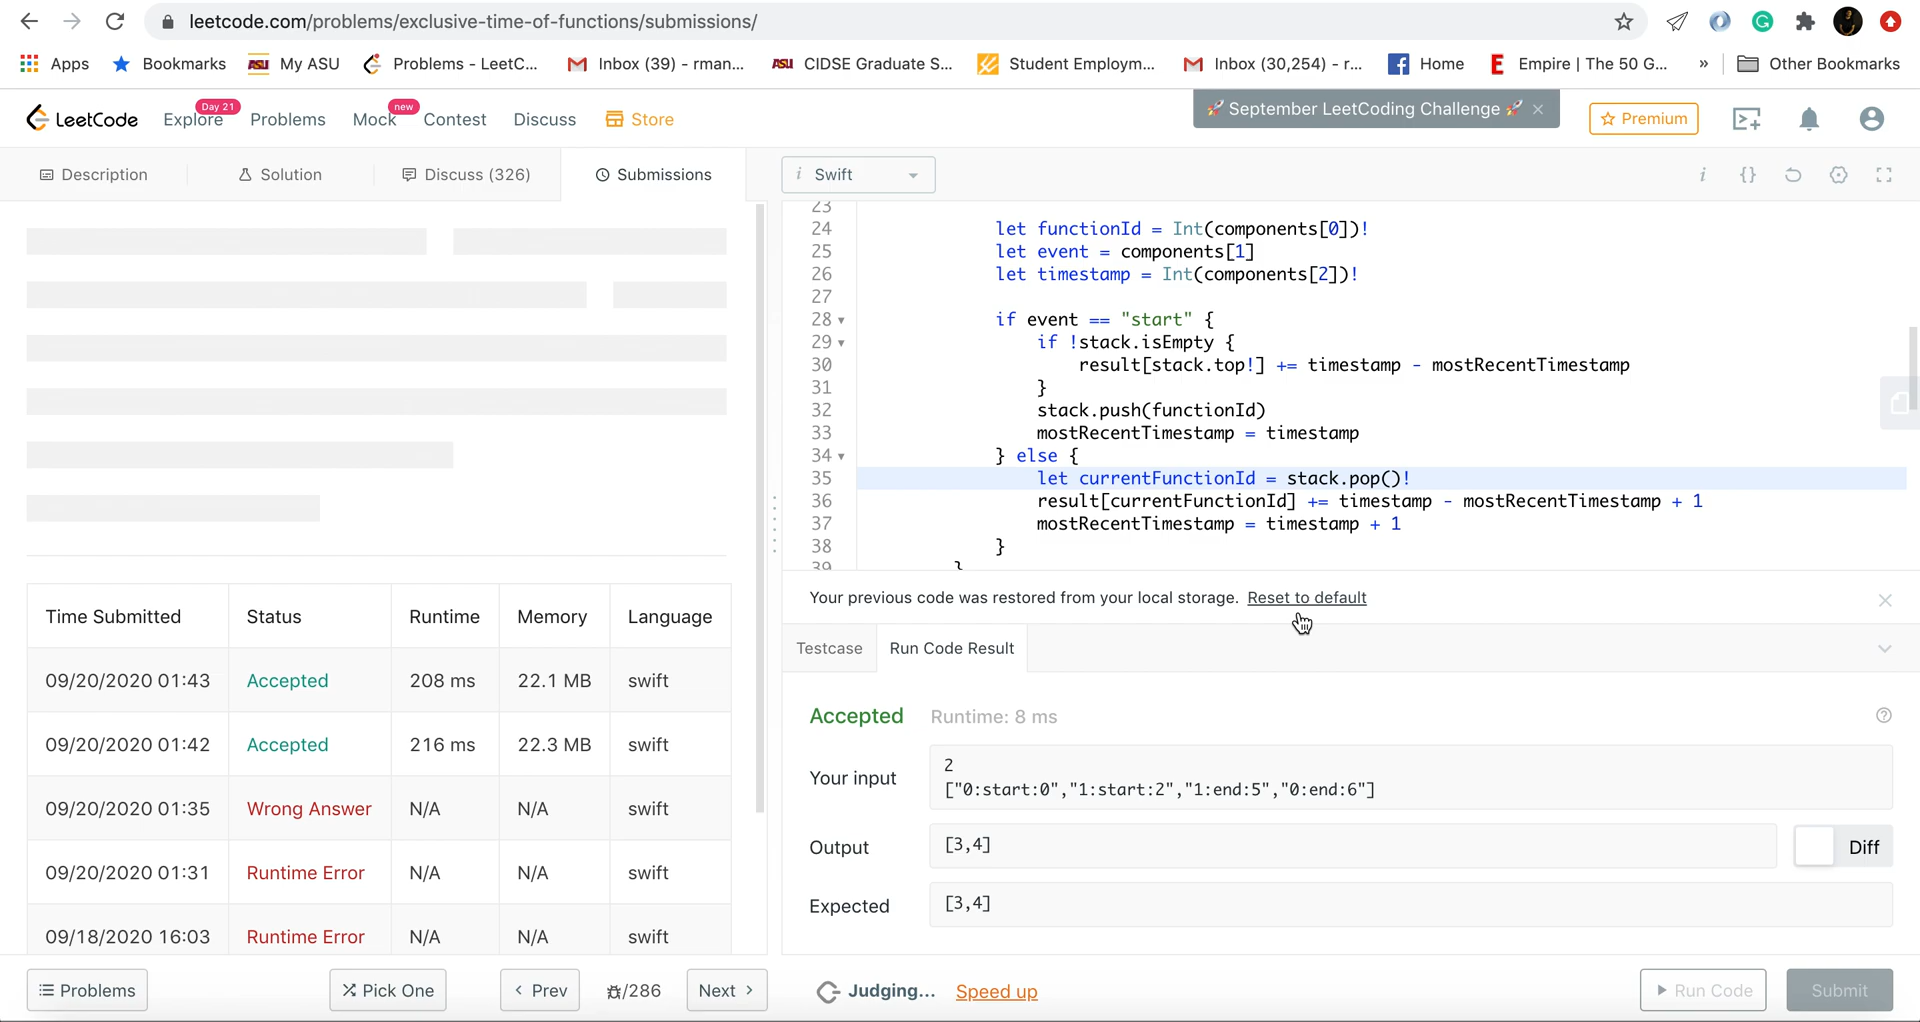 leetcode.com/problems/exclusive-time-of-functions/submissions/
Apps Bookmarks My ASU Problems - LeetC... Inbox (39) - rman... CIDSE Graduate S... Student Employm... Inbox (30,254) - r... Home Empire | The 50 G... » Other Bookmarks
LeetCode Explore Day 21 Problems Mock new Contest Discuss Store 🚀 September LeetCoding Challenge 🚀 × Premium
Description Solution Discuss (326) Submissions
i Swift
23
24 let functionId = Int(components[0])!
25 let event = components[1]
26 let timestamp = Int(components[2])!
27
28 if event == "start" {
29 if !stack.isEmpty {
30 result[stack.top!] += timestamp - mostRecentTimestamp
31 }
32 stack.push(functionId)
33 mostRecentTimestamp = timestamp
34 } else {
35 let currentFunctionId = stack.pop()!
36 result[currentFunctionId] += timestamp - mostRecentTimestamp + 1
37 mostRecentTimestamp = timestamp + 1
38 }
39 }
Your previous code was restored from your local storage. Reset to default
Testcase Run Code Result
Accepted Runtime: 8 ms
Your input
2
["0:start:0","1:start:2","1:end:5","0:end:6"]
Output [3,4] Diff
Expected [3,4]
Time Submitted Status Runtime Memory Language
09/20/2020 01:43 Accepted 208 ms 22.1 MB swift
09/20/2020 01:42 Accepted 216 ms 22.3 MB swift
09/20/2020 01:35 Wrong Answer N/A N/A swift
09/20/2020 01:31 Runtime Error N/A N/A swift
09/18/2020 16:03 Runtime Error N/A N/A swift
Problems Pick One < Prev /286 Next > Judging... Speed up Run Code Submit